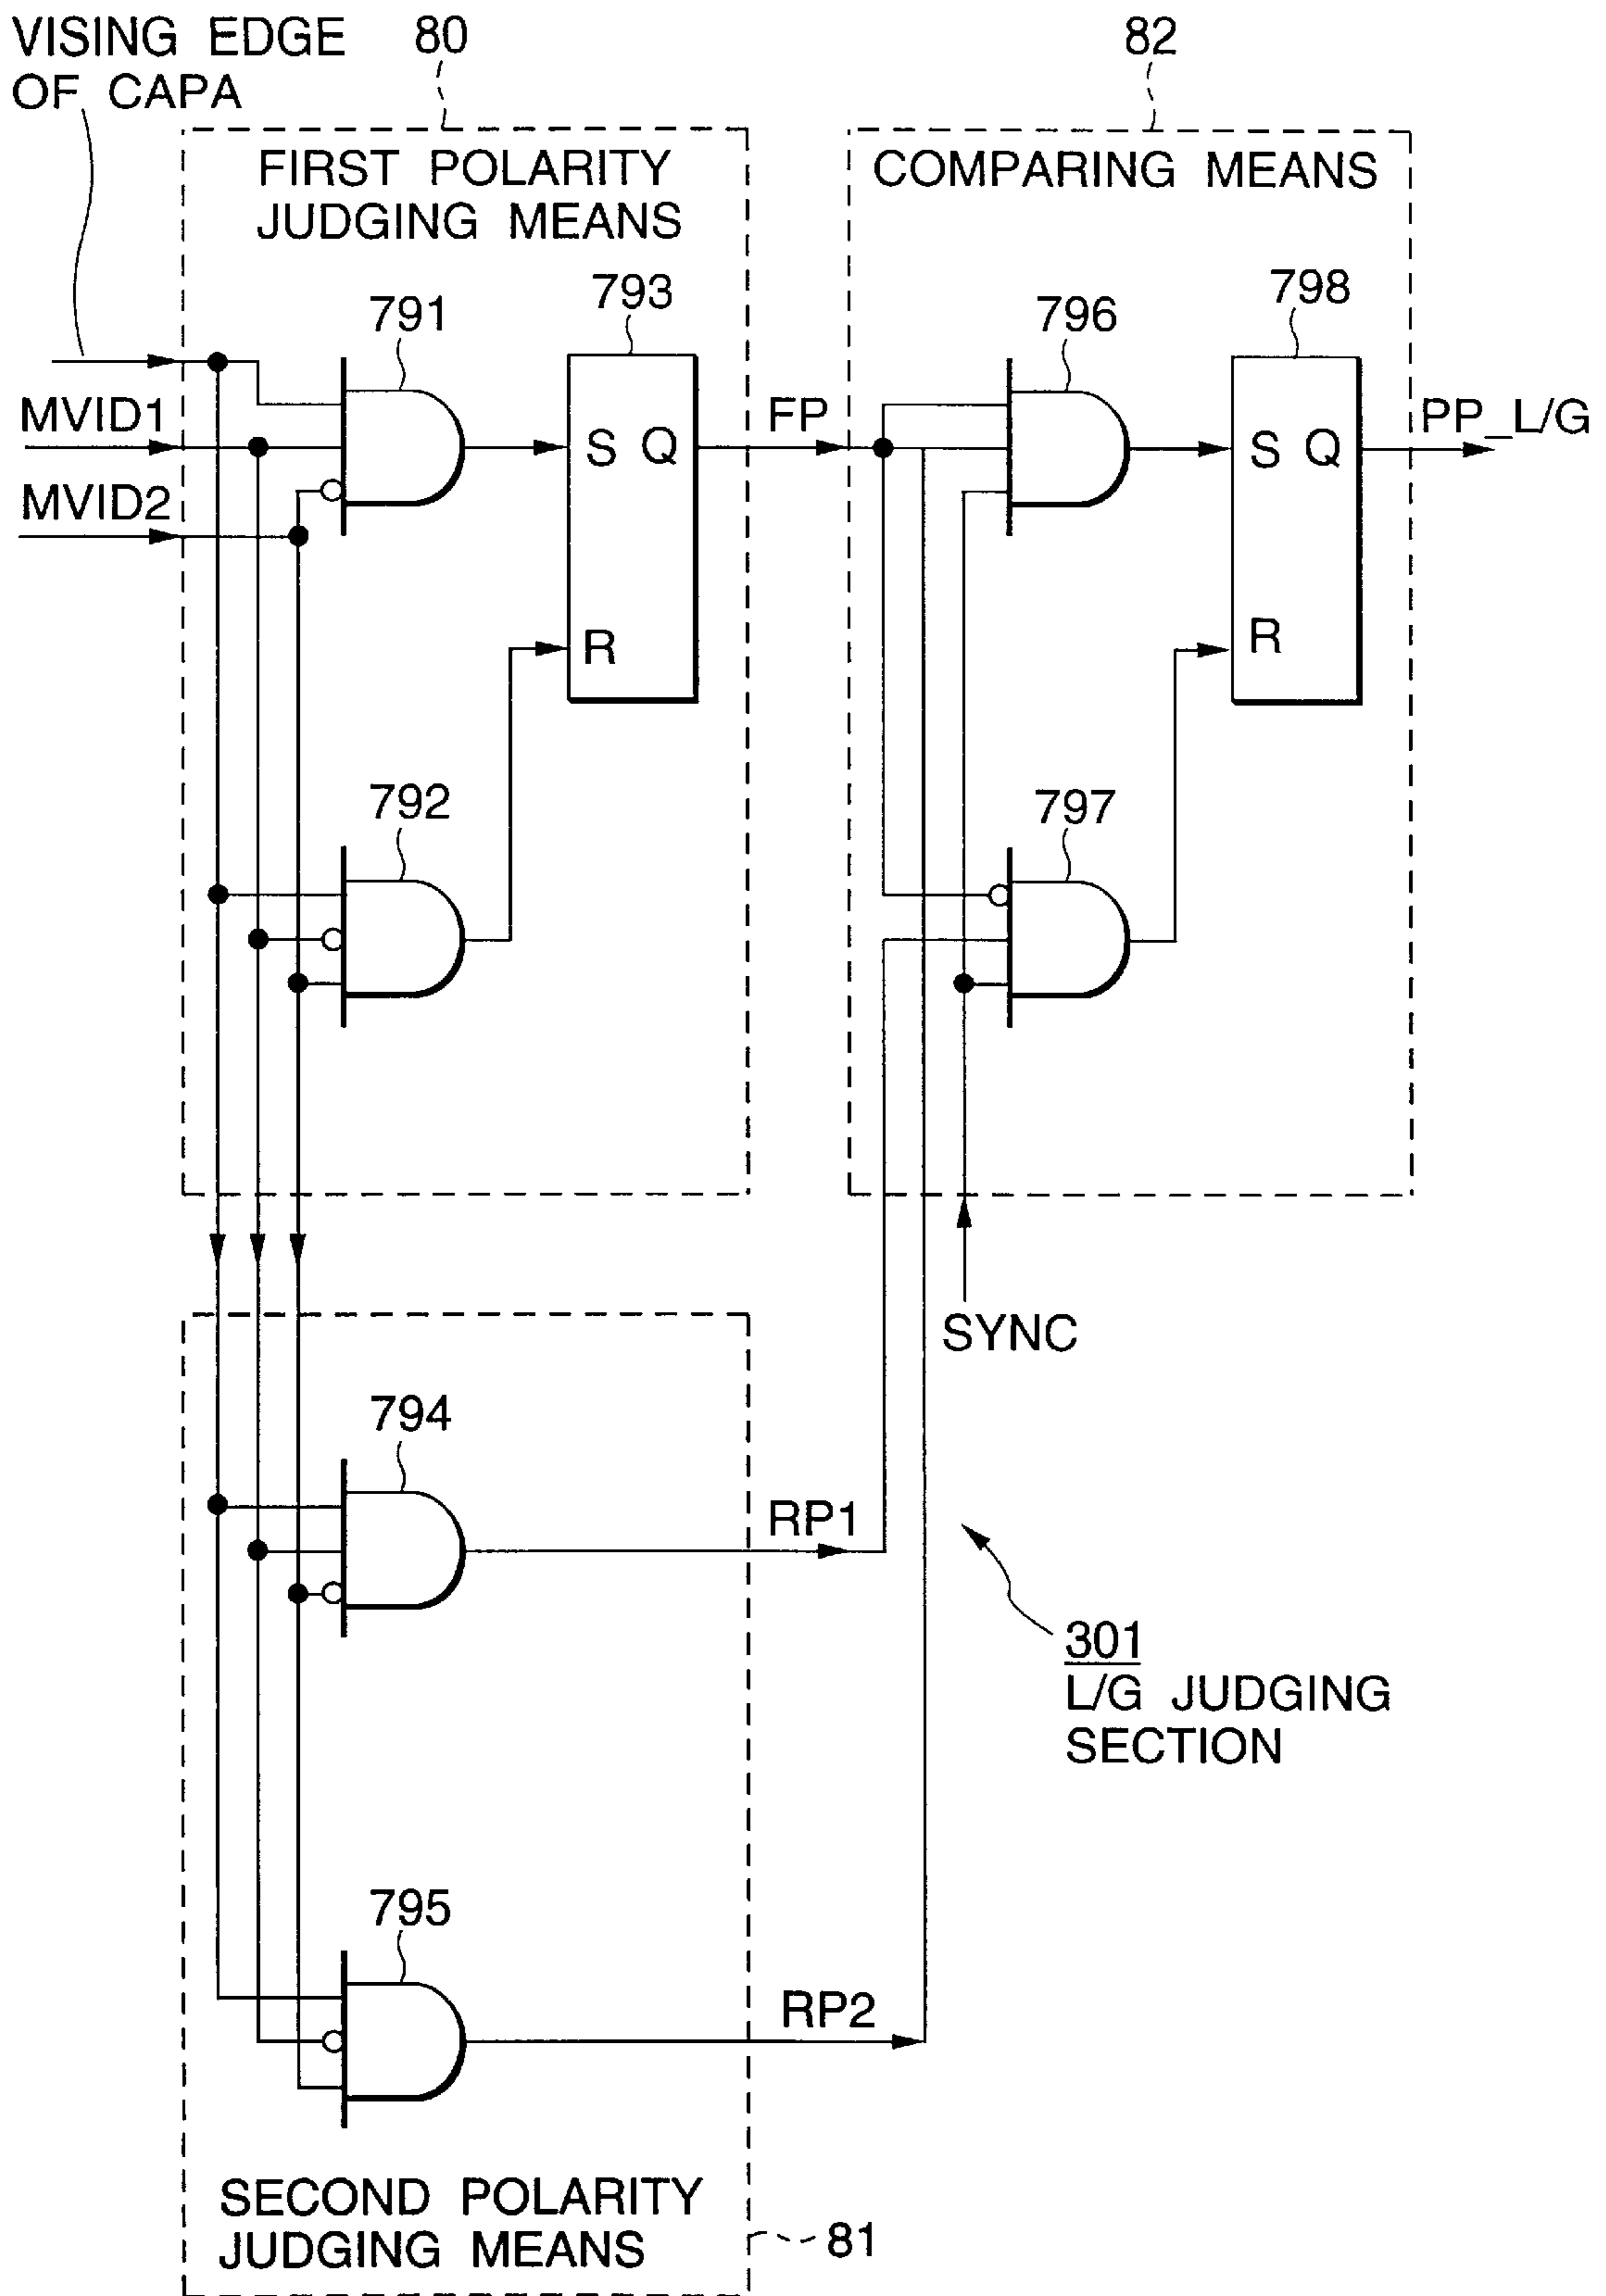 VISING EDGE
OF CAPA
80
82
FIRST POLARITY
JUDGING MEANS
COMPARING MEANS
791
793
796
798
MVID1
MVID2
S Q
R
FP
S Q
R
PP_L/G
792
797
SYNC
794
RP1
301
L/G JUDGING
SECTION
795
RP2
SECOND POLARITY
JUDGING MEANS
81